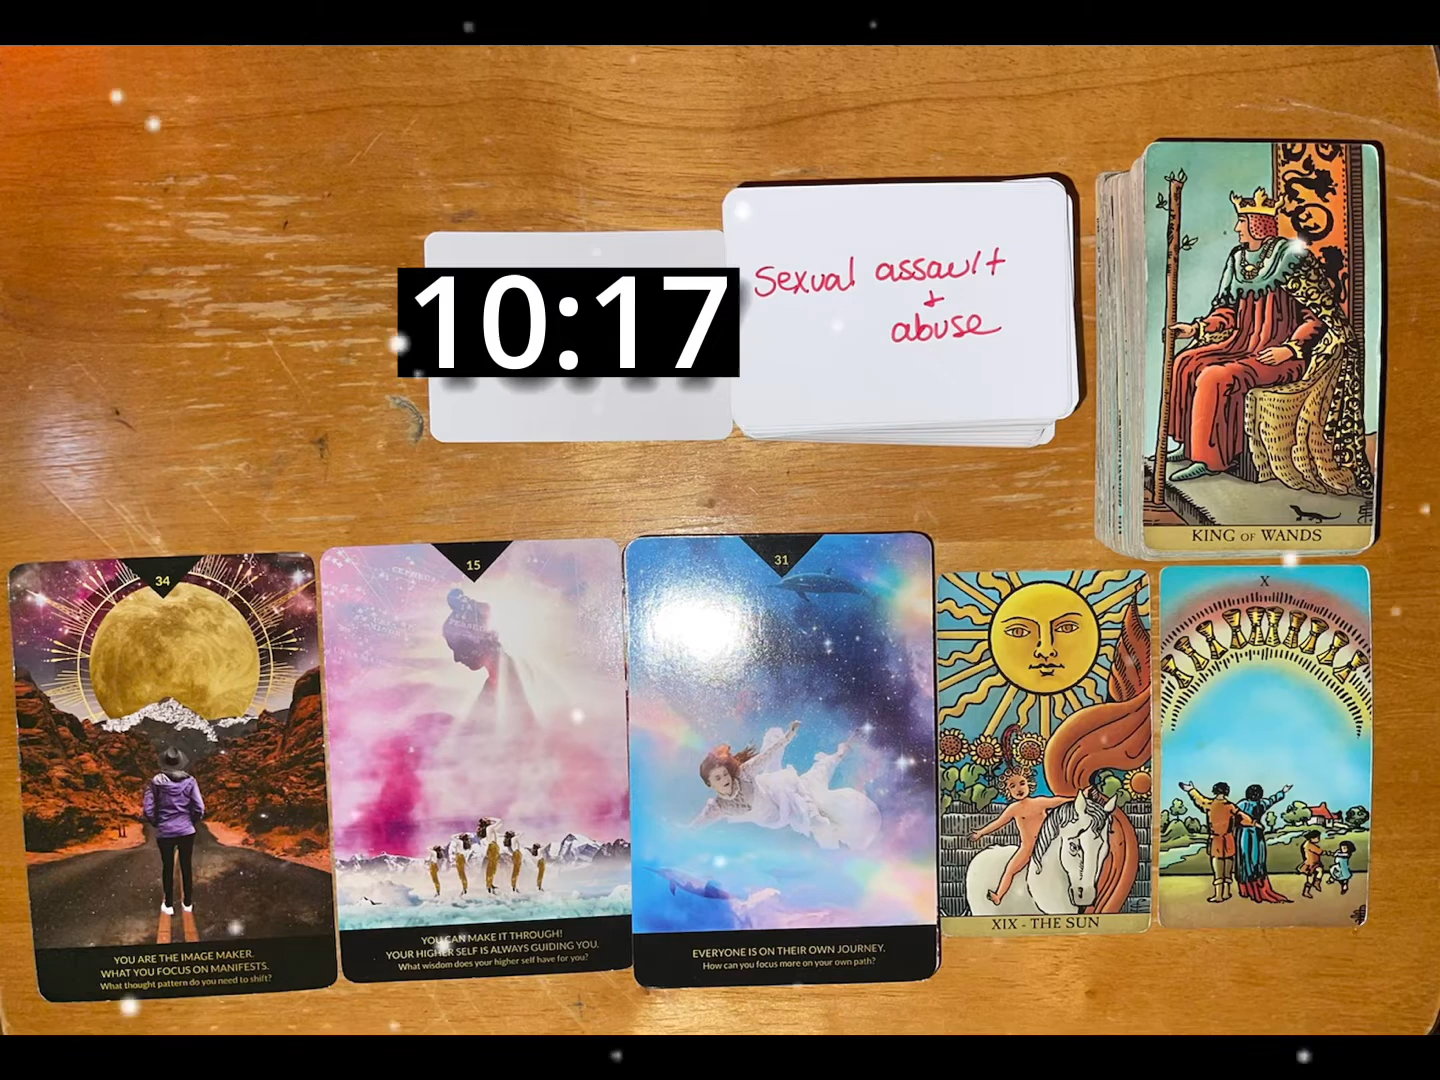 10:17
Sexual assault
+
abuse
KING OF WANDS
34
YOU ARE THE IMAGE MAKER.
WHAT YOU FOCUS ON MANIFESTS.
What thought pattern do you need to shift?
15
YOU CAN MAKE IT THROUGH!
YOUR HIGHER SELF IS ALWAYS GUIDING YOU.
What wisdom does your higher self have for you?
31
EVERYONE IS ON THEIR OWN JOURNEY.
How can you focus more on your own path?
XIX - THE SUN
X